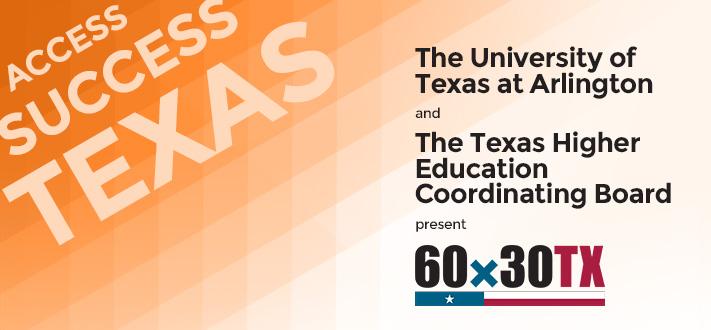 ACCESS
SUCCESS
TEXAS
The University of
Texas at Arlington
and
The Texas Higher
Education
Coordinating Board
present
60x30TX